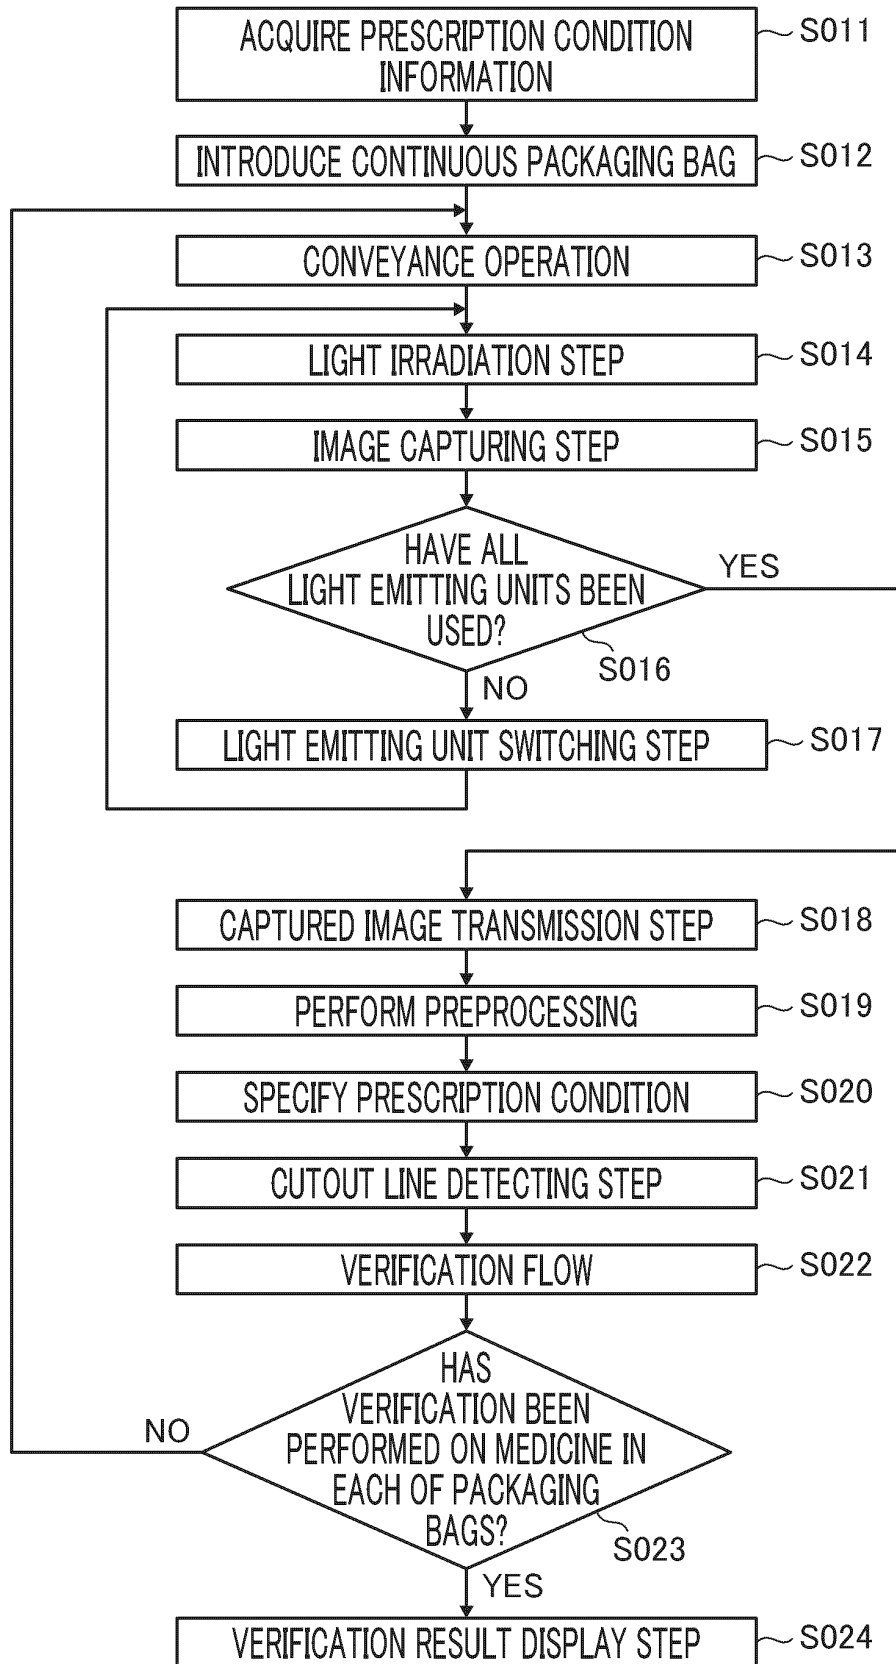 ACQUIRE PRESCRIPTION CONDITION
INFORMATION
S011
INTRODUCE CONTINUOUS PACKAGING BAG
S012
CONVEYANCE OPERATION
S013
LIGHT IRRADIATION STEP
S014
IMAGE CAPTURING STEP
S015
HAVE ALL
LIGHT EMITTING UNITS BEEN
USED?
YES
S016
NO
LIGHT EMITTING UNIT SWITCHING STEP
S017
CAPTURED IMAGE TRANSMISSION STEP
S018
PERFORM PREPROCESSING
S019
SPECIFY PRESCRIPTION CONDITION
S020
CUTOUT LINE DETECTING STEP
S021
VERIFICATION FLOW
S022
HAS
VERIFICATION BEEN
PERFORMED ON MEDICINE IN
EACH OF PACKAGING
BAGS?
NO
S023
YES
VERIFICATION RESULT DISPLAY STEP
S024